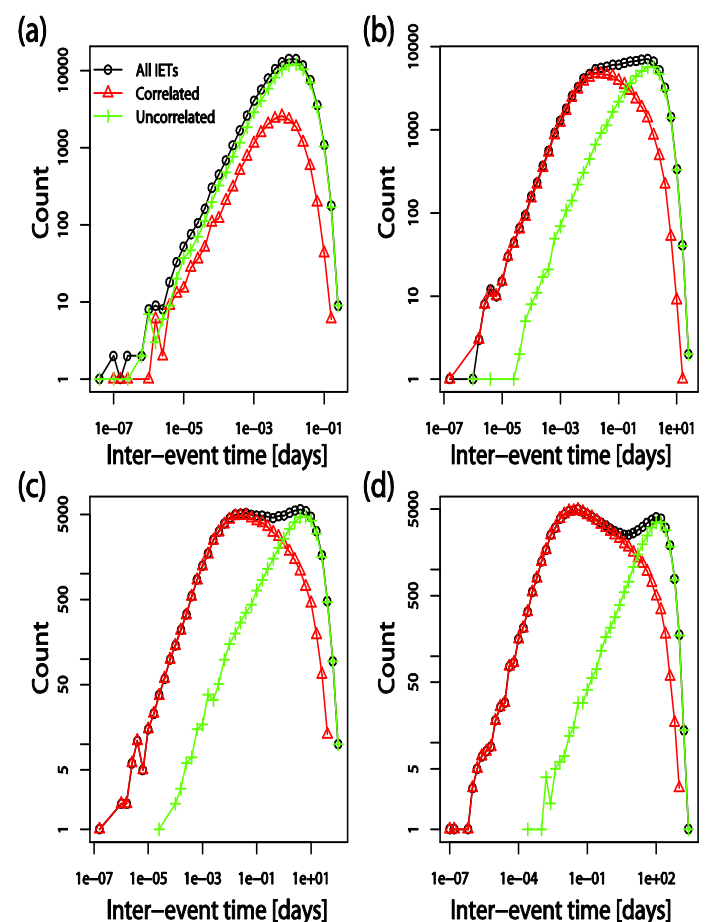 (a)
Count
10000
1000
100
10
1
All IETs
Correlated
Uncorrelated
1e−07
1e−05
1e−03
1e−01
Inter−event time [days]
(b)
Count
10000
1000
100
10
1
1e−07
1e−05
1e−03
1e−01
1e+01
Inter−event time [days]
(c)
Count
5000
500
50
5
1
1e−07
1e−05
1e−03
1e−01
1e+01
Inter−event time [days]
(d)
Count
5000
500
50
5
1
1e−07
1e−04
1e−01
1e+02
Inter−event time [days]